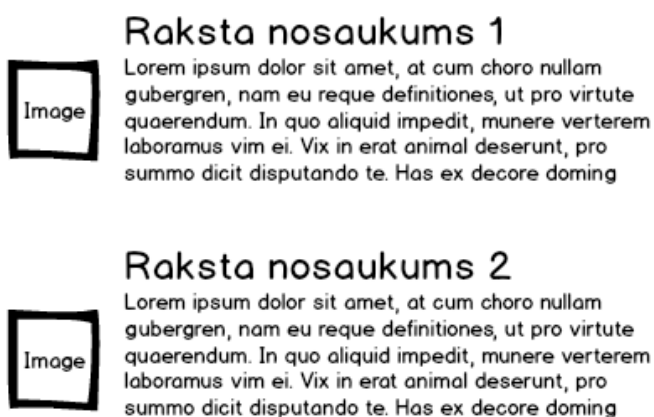 Raksta nosaukums 1
Lorem ipsum dolor sit amet, at cum choro nullam
gubergren, nam eu reque definitiones, ut pro virtute
Image
quaerendum. In quo aliquid impedit, munere verterem
laboramus vim ei. Vix in erat animal deserunt, pro
summo dicit disputando te. Has ex decore doming
Raksta nosaukums 2
Lorem ipsum dolor sit amet, at cum choro nullam
gubergren, nam eu reque definitiones, ut pro virtute
Image
quaerendum. In quo aliquid impedit, munere verterem
laboramus vim ei. Vix in erat animal deserunt, pro
summo dicit disputando te. Has ex decore doming